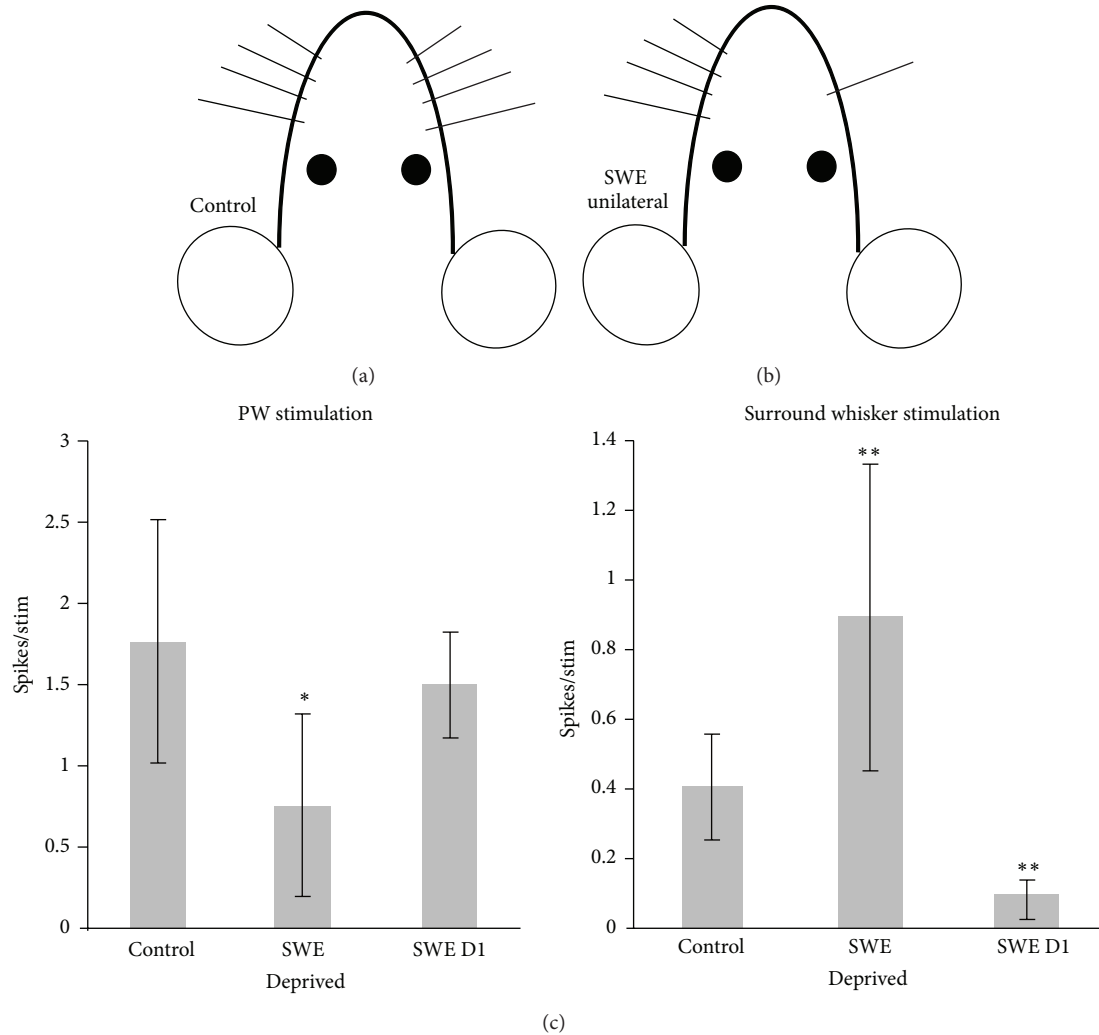 Control
SWE
unilateral
(a)
(b)
PW stimulation
3
2.5
2
1.5
1
0.5
0
Spikes/stim
*
Control
SWE
SWE D1
Deprived
Surround whisker stimulation
1.4
1.2
1
0.8
0.6
0.4
0.2
0
Spikes/stim
**
**
Control
SWE
SWE D1
Deprived
(c)